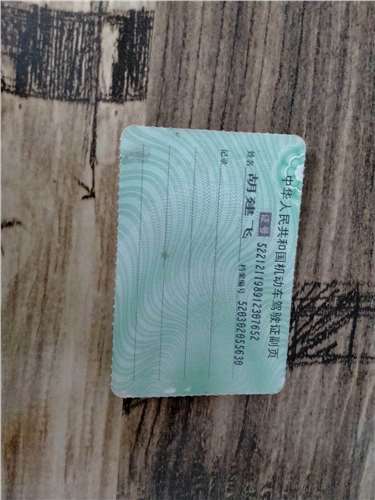 中华人民共和国机动车驾驶证副页
姓名 胡建飞 证号 522121198912307652
档案编号 520302055630
记录